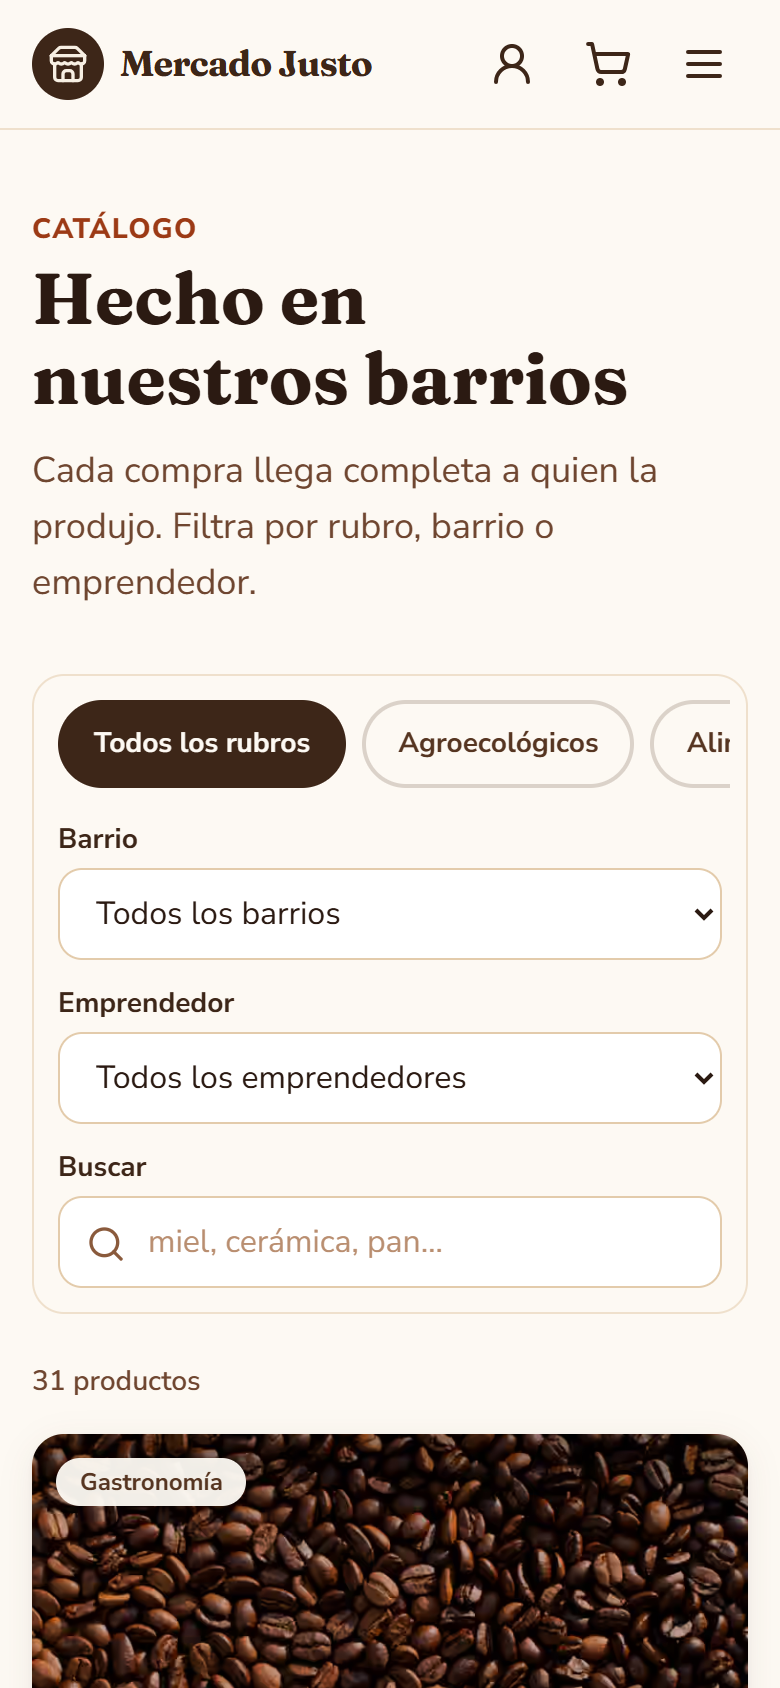 Mercado Justo
CATÁLOGO
Hecho en
nuestros barrios
Cada compra llega completa a quien la
produjo. Filtra por rubro, barrio o
emprendedor.
Todos los rubros
Agroecológicos
Barrio
Todos los barrios
Emprendedor
Todos los emprendedores
Buscar
miel, cerámica, pan...
31 productos
Gastronomía